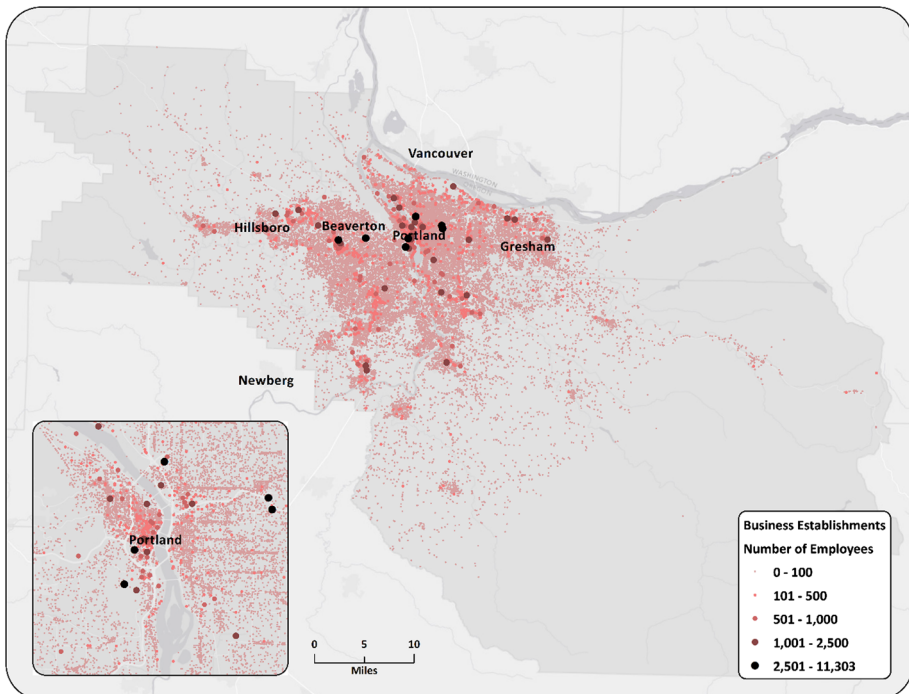 Vancouver
WASHINGTON
Hillsboro
Beaverton
Portland
Gresham
Newberg
Portland
0 5 10
Miles
Business Establishments
Number of Employees
0 - 100
101 - 500
501 - 1,000
1,001 - 2,500
2,501 - 11,303